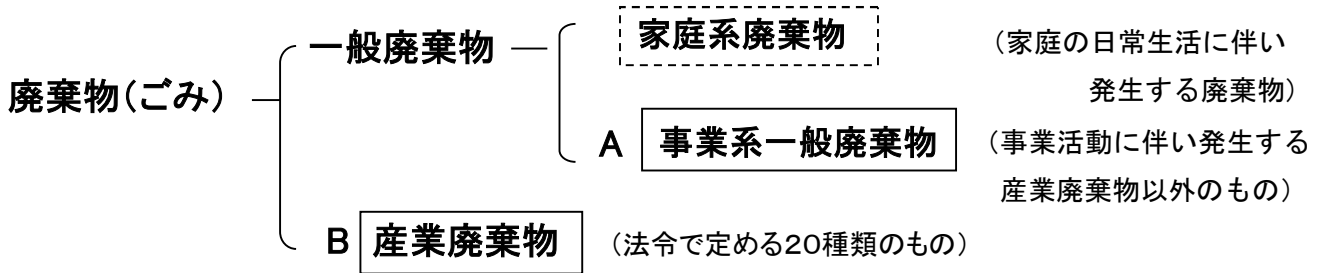 廃棄物(ごみ)
一般廃棄物
家庭系廃棄物
(家庭の日常生活に伴い
発生する廃棄物)
A 事業系一般廃棄物
(事業活動に伴い発生する
産業廃棄物以外のもの)
B 産業廃棄物
(法令で定める20種類のもの)